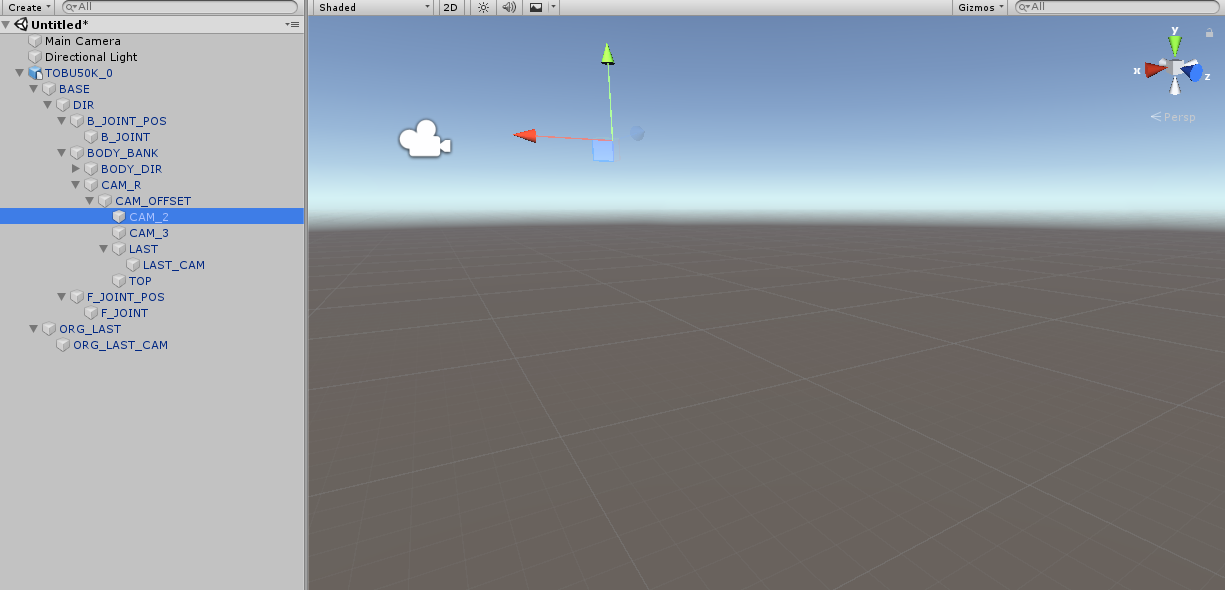 Create
All
Shaded
2D
Gizmos
All
Untitled*
Main Camera
Directional Light
TOBU50K_0
BASE
DIR
B_JOINT_POS
B_JOINT
BODY_BANK
BODY_DIR
CAM_R
CAM_OFFSET
CAM_2
CAM_3
LAST
LAST_CAM
TOP
F_JOINT_POS
F_JOINT
ORG_LAST
ORG_LAST_CAM
y
x
z
Persp